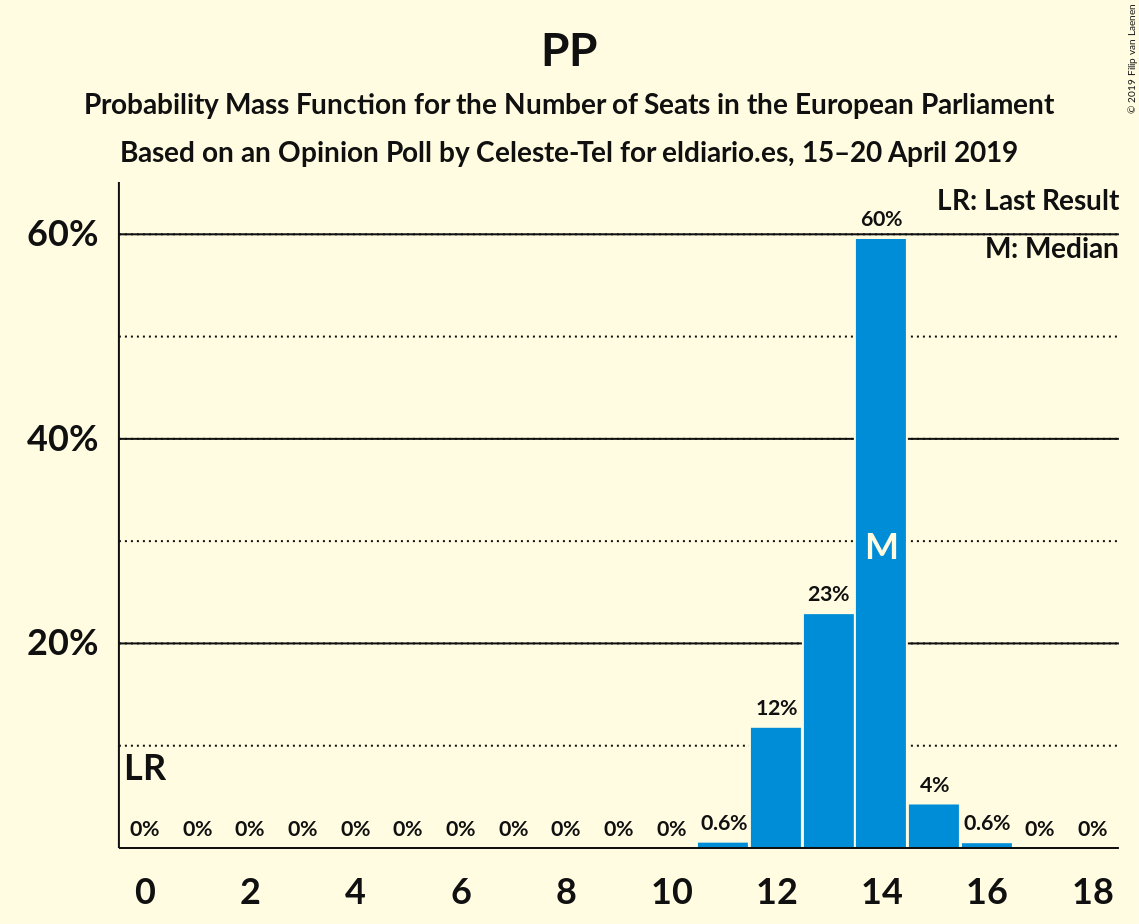 PP
Probability Mass Function for the Number of Seats in the European Parliament
Based on an Opinion Poll by Celeste-Tel for eldiario.es, 15–20 April 2019
© 2019 Filip van Laenen
LR: Last Result
M: Median
60%
40%
20%
60%
M
23%
12%
LR
4%
0% 0% 0% 0% 0% 0% 0% 0% 0% 0% 0% 0.6% 0.6% 0% 0%
0 2 4 6 8 10 12 14 16 18